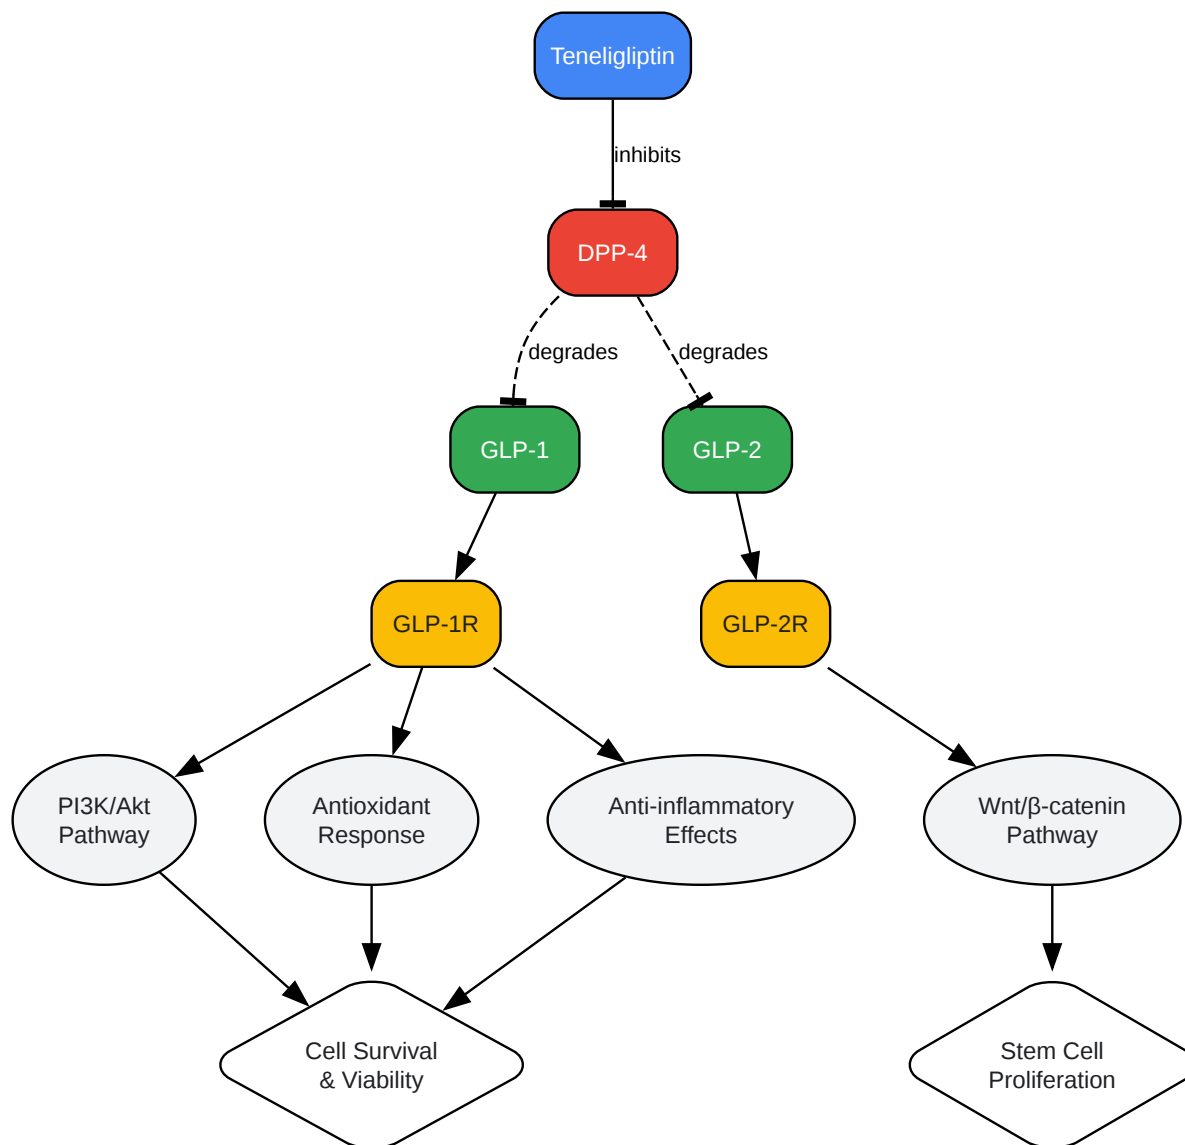 Teneligliptin
inhibits
DPP-4
degrades
degrades
GLP-1
GLP-2
GLP-1R
GLP-2R
PI3K/Akt
Pathway
Antioxidant
Response
Anti-inflammatory
Effects
Wnt/β-catenin
Pathway
Cell Survival
& Viability
Stem Cell
Proliferation